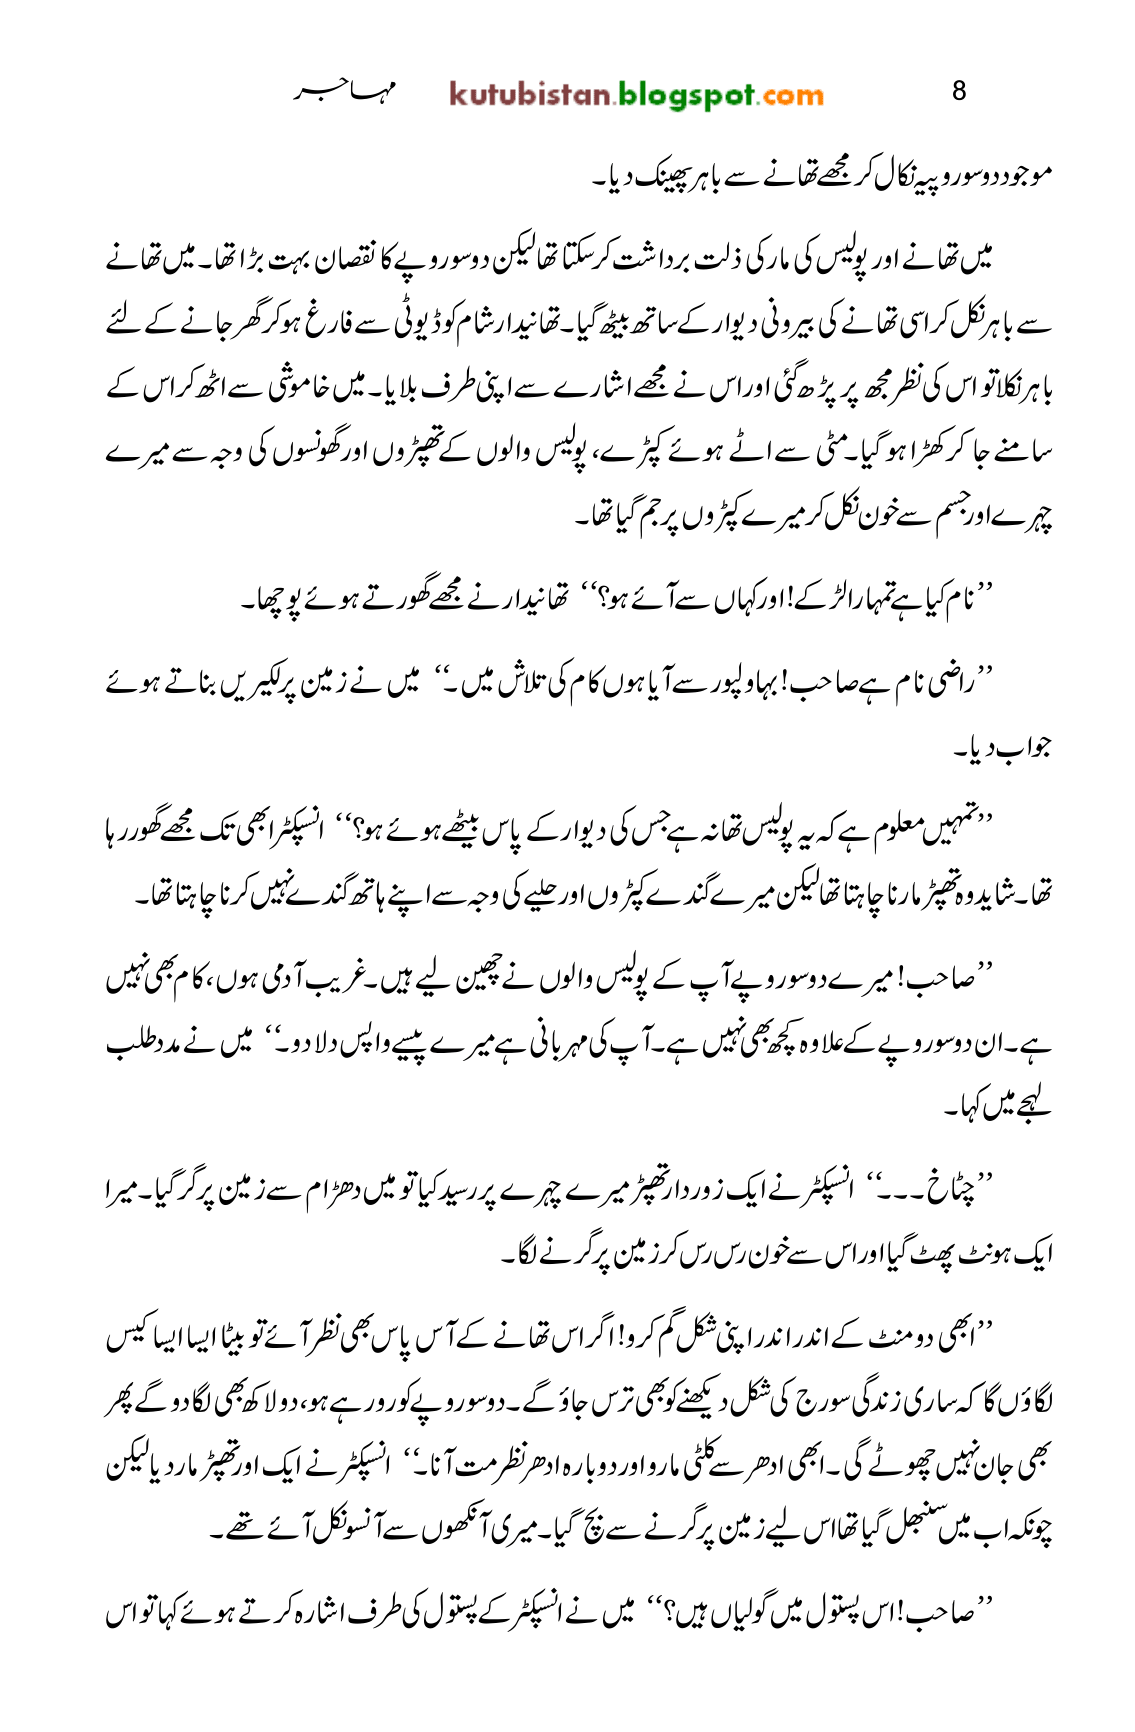 مہاجر kutubistan.blogspot.com 8
موجود دو سو روپیہ نکال کر مجھے تھانے سے باہر پھینک دیا۔
میں تھانے اور پولیس کی مار کی ذلت برداشت کر سکتا تھا لیکن دو سو روپے کا نقصان بہت بڑا تھا۔ میں تھانے
سے باہر نکل کر اسی تھانے کی بیرونی دیوار کے ساتھ بیٹھ گیا۔ تھانیدار شام کو ڈیوٹی سے فارغ ہو کر گھر جانے کے لئے
باہر نکلا تو اس کی نظر مجھ پر پڑھ گئی اور اس نے مجھے اشارے سے اپنی طرف بلایا۔ میں خاموشی سے اٹھ کر اس کے
سامنے جا کر کھڑا ہو گیا۔ مٹی سے اٹے ہوئے کپڑے، پولیس والوں کے تھپڑوں اور گھونسوں کی وجہ سے میرے
چہرے اور جسم سے خون نکل کر میرے کپڑوں پر جم گیا تھا۔
’’نام کیا ہے تمہارا لڑکے! اور کہاں سے آئے ہو؟‘‘ تھانیدار نے مجھے گھورتے ہوئے پوچھا۔
’’راضی نام ہے صاحب! بہاولپور سے آیا ہوں کام کی تلاش میں۔‘‘ میں نے زمین پر لکیریں بناتے ہوئے
جواب دیا۔
’’تمہیں معلوم ہے کہ یہ پولیس تھانہ ہے جس کی دیوار کے پاس بیٹھے ہوئے ہو؟‘‘ انسپکٹر ابھی تک مجھے گھور رہا
تھا۔ شاید وہ تھپڑ مارنا چاہتا تھا لیکن میرے گندے کپڑوں اور حلیے کی وجہ سے اپنے ہاتھ گندے نہیں کرنا چاہتا تھا۔
’’صاحب! میرے دو سو روپے آپ کے پولیس والوں نے چھین لیے ہیں۔ غریب آدمی ہوں، کام بھی نہیں
ہے۔ ان دو سو روپے کے علاوہ کچھ بھی نہیں ہے۔ آپ کی مہربانی ہے میرے پیسے واپس دلا دو۔‘‘ میں نے مدد طلب
لہجے میں کہا۔
’’چٹاخ۔۔۔‘‘ انسپکٹر نے ایک زوردار تھپڑ میرے چہرے پر رسید کیا تو میں دھڑام سے زمین پر گر گیا۔ میرا
ایک ہونٹ پھٹ گیا اور اس سے خون رس رس کر زمین پر گرنے لگا۔
’’ابھی دو منٹ کے اندر اندر اپنی شکل گم کرو! اگر اس تھانے کے آس پاس بھی نظر آئے تو بیٹا ایسا ایسا کیس
لگاؤں گا کہ ساری زندگی سورج کی شکل دیکھنے کو بھی ترس جاؤ گے۔ دو سو روپے کو رو رہے ہو، دو لاکھ بھی لگا دو گے پھر
بھی جان نہیں چھوٹے گی۔ ابھی ادھر سے کلٹی مارو اور دوبارہ ادھر نظر مت آنا۔‘‘ انسپکٹر نے ایک اور تھپڑ مار دیا لیکن
چونکہ اب میں سنبھل گیا تھا اس لیے زمین پر گرنے سے بچ گیا۔ میری آنکھوں سے آنسو نکل آئے تھے۔
’’صاحب! اس پستول میں گولیاں ہیں؟‘‘ میں نے انسپکٹر کے پستول کی طرف اشارہ کرتے ہوئے کہا تو اس